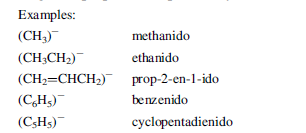 Examples:
(CH₃)⁻ methanido
(CH₃CH₂)⁻ ethanido
(CH₂=CHCH₂)⁻ prop-2-en-1-ido
(C₆H₅)⁻ benzenido
(C₅H₅)⁻ cyclopentadienido